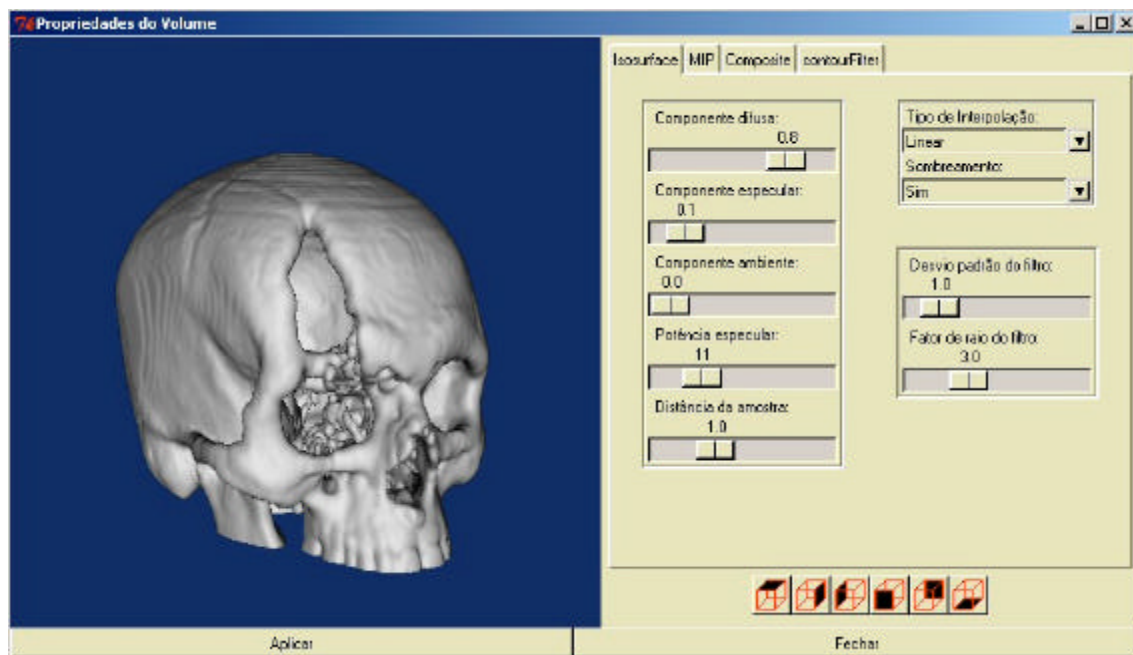 Propriedades do Volume
Isosurface MIP Composite contourFilter
Componente difusa:
0.8
Componente especular:
0.1
Componente ambiente:
0.0
Potência especular:
11
Distância da amostra:
1.0
Tipo de Interpolação:
Linear
Sombreamento:
Sim
Desvio padrão do filtro:
1.0
Fator de raio do filtro:
3.0
Aplicar
Fechar